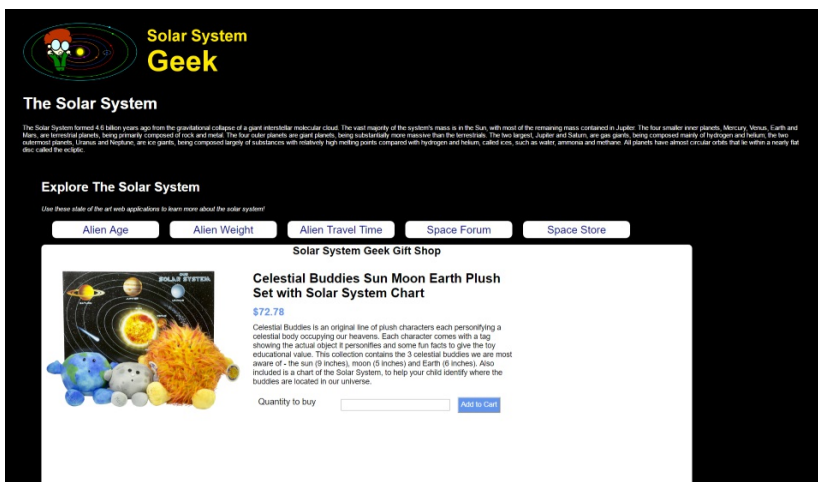 Solar System
Geek
The Solar System
The Solar System formed 4.6 billion years ago from the gravitational collapse of a giant interstellar molecular cloud. The vast majority of the system's mass is in the Sun, with most of the remaining mass contained in Jupiter. The four smaller inner planets, Mercury, Venus, Earth and
Mars, are terrestrial planets, being primarily composed of rock and metal. The four outer planets are giant planets, being substantially more massive than the terrestrials. The two largest, Jupiter and Saturn, are gas giants, being composed mainly of hydrogen and helium; the two
outermost planets, Uranus and Neptune, are ice giants, being composed largely of substances with relatively high melting points compared with hydrogen and helium, called ices, such as water, ammonia and methane. All planets have almost circular orbits that lie within a nearly flat
disc called the ecliptic.
Explore The Solar System
Use these state of the art web applications to learn more about the solar system!
Alien Age
Alien Weight
Alien Travel Time
Space Forum
Space Store
Solar System Geek Gift Shop
THE
SOLAR SYSTEM
Celestial Buddies Sun Moon Earth Plush
Set with Solar System Chart
$72.78
Celestial Buddies is an original line of plush characters each personifying a
celestial body occupying our heavens. Each character comes with a tag
showing the actual object it personifies and some fun facts to give the toy
educational value. This collection contains the 3 celestial buddies we are most
aware of - the sun (9 inches), moon (5 inches) and Earth (6 inches). Also
included is a chart of the Solar System, to help your child identify where the
buddies are located in our universe.
Quantity to buy
Add to Cart